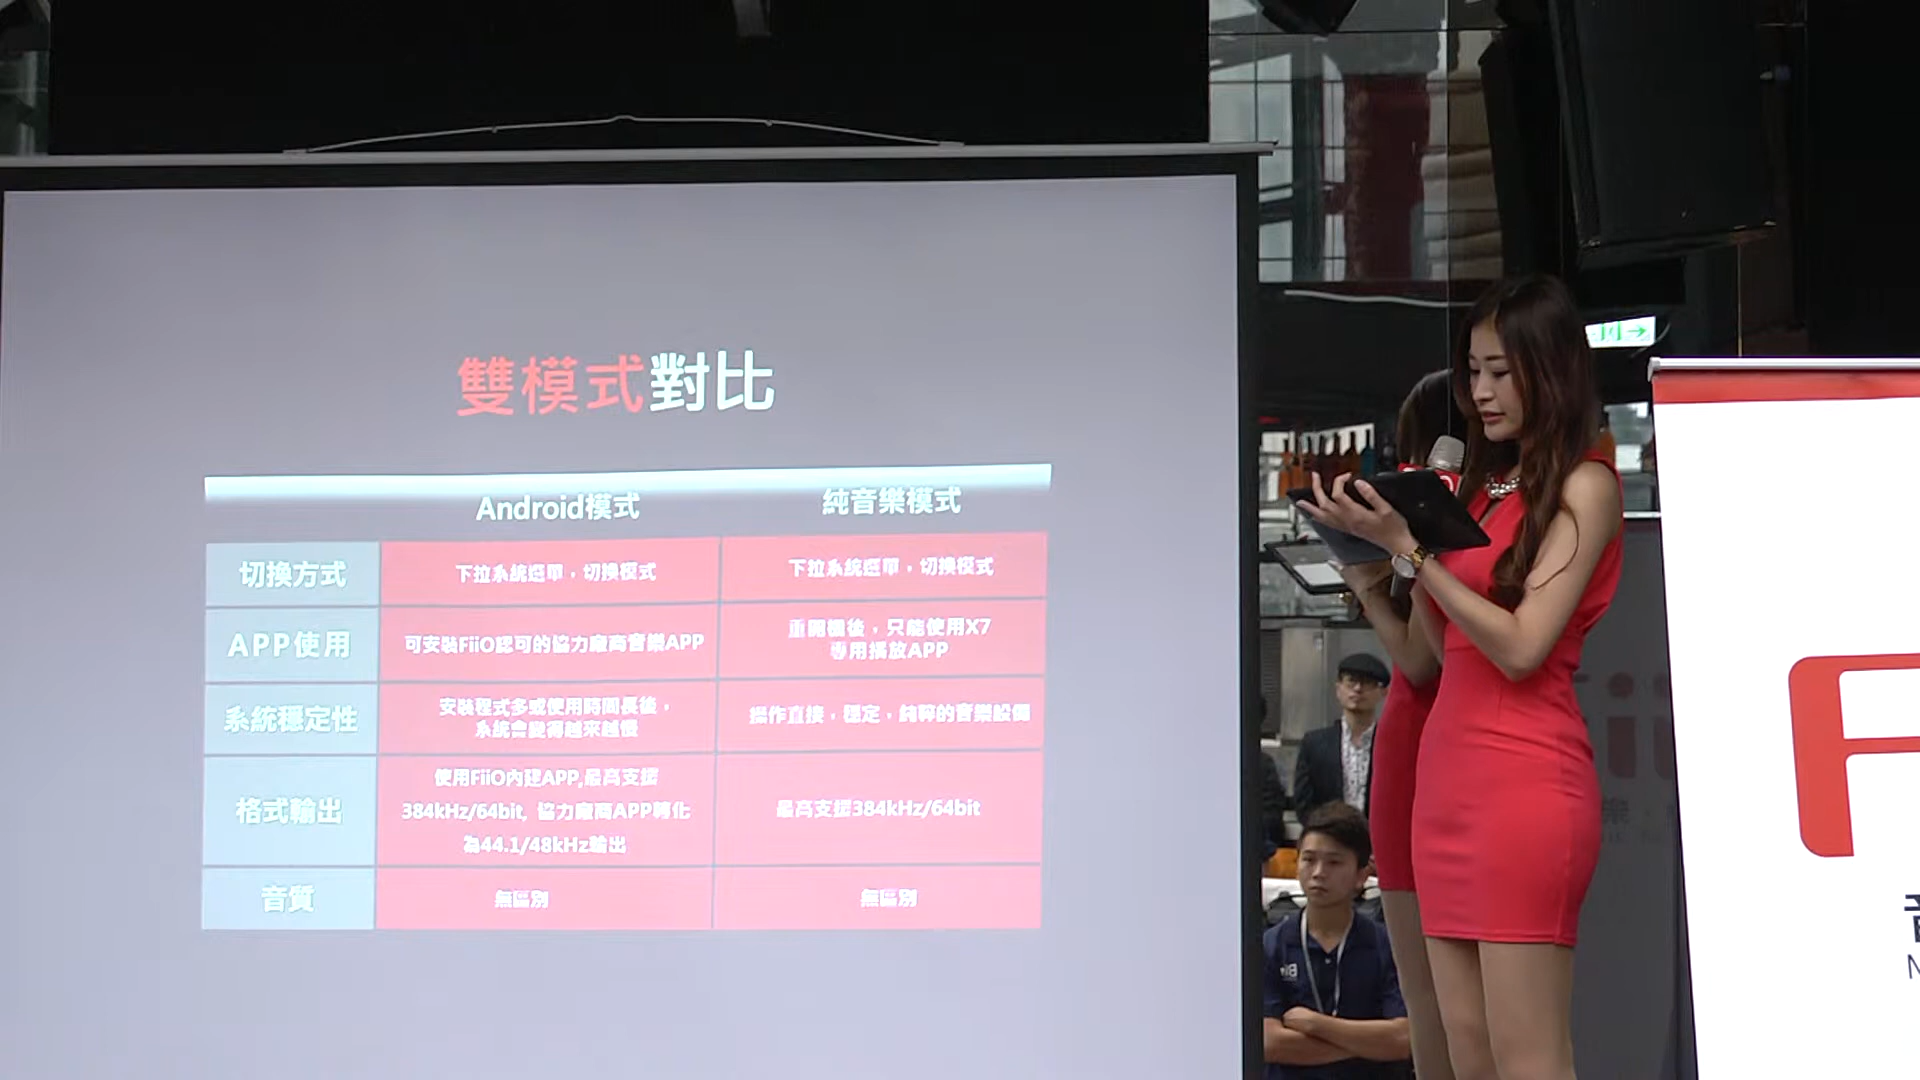 雙模式對比
Android模式 純音樂模式
切換方式 下拉系統選單，切換模式 下拉系統選單，切換模式
APP使用 可安裝FiiO認可的協力廠商音樂APP 重開機後，只能使用X7
專用播放APP
系統穩定性 安裝程式多或使用時間長後，
系統會變得越來越慢
操作直接，穩定，純粹的音樂設備
格式輸出 使用FiiO內建APP,最高支援
384kHz/64bit, 協力廠商APP轉化
為44.1/48kHz輸出
最高支援384kHz/64bit
音質 無區別 無區別